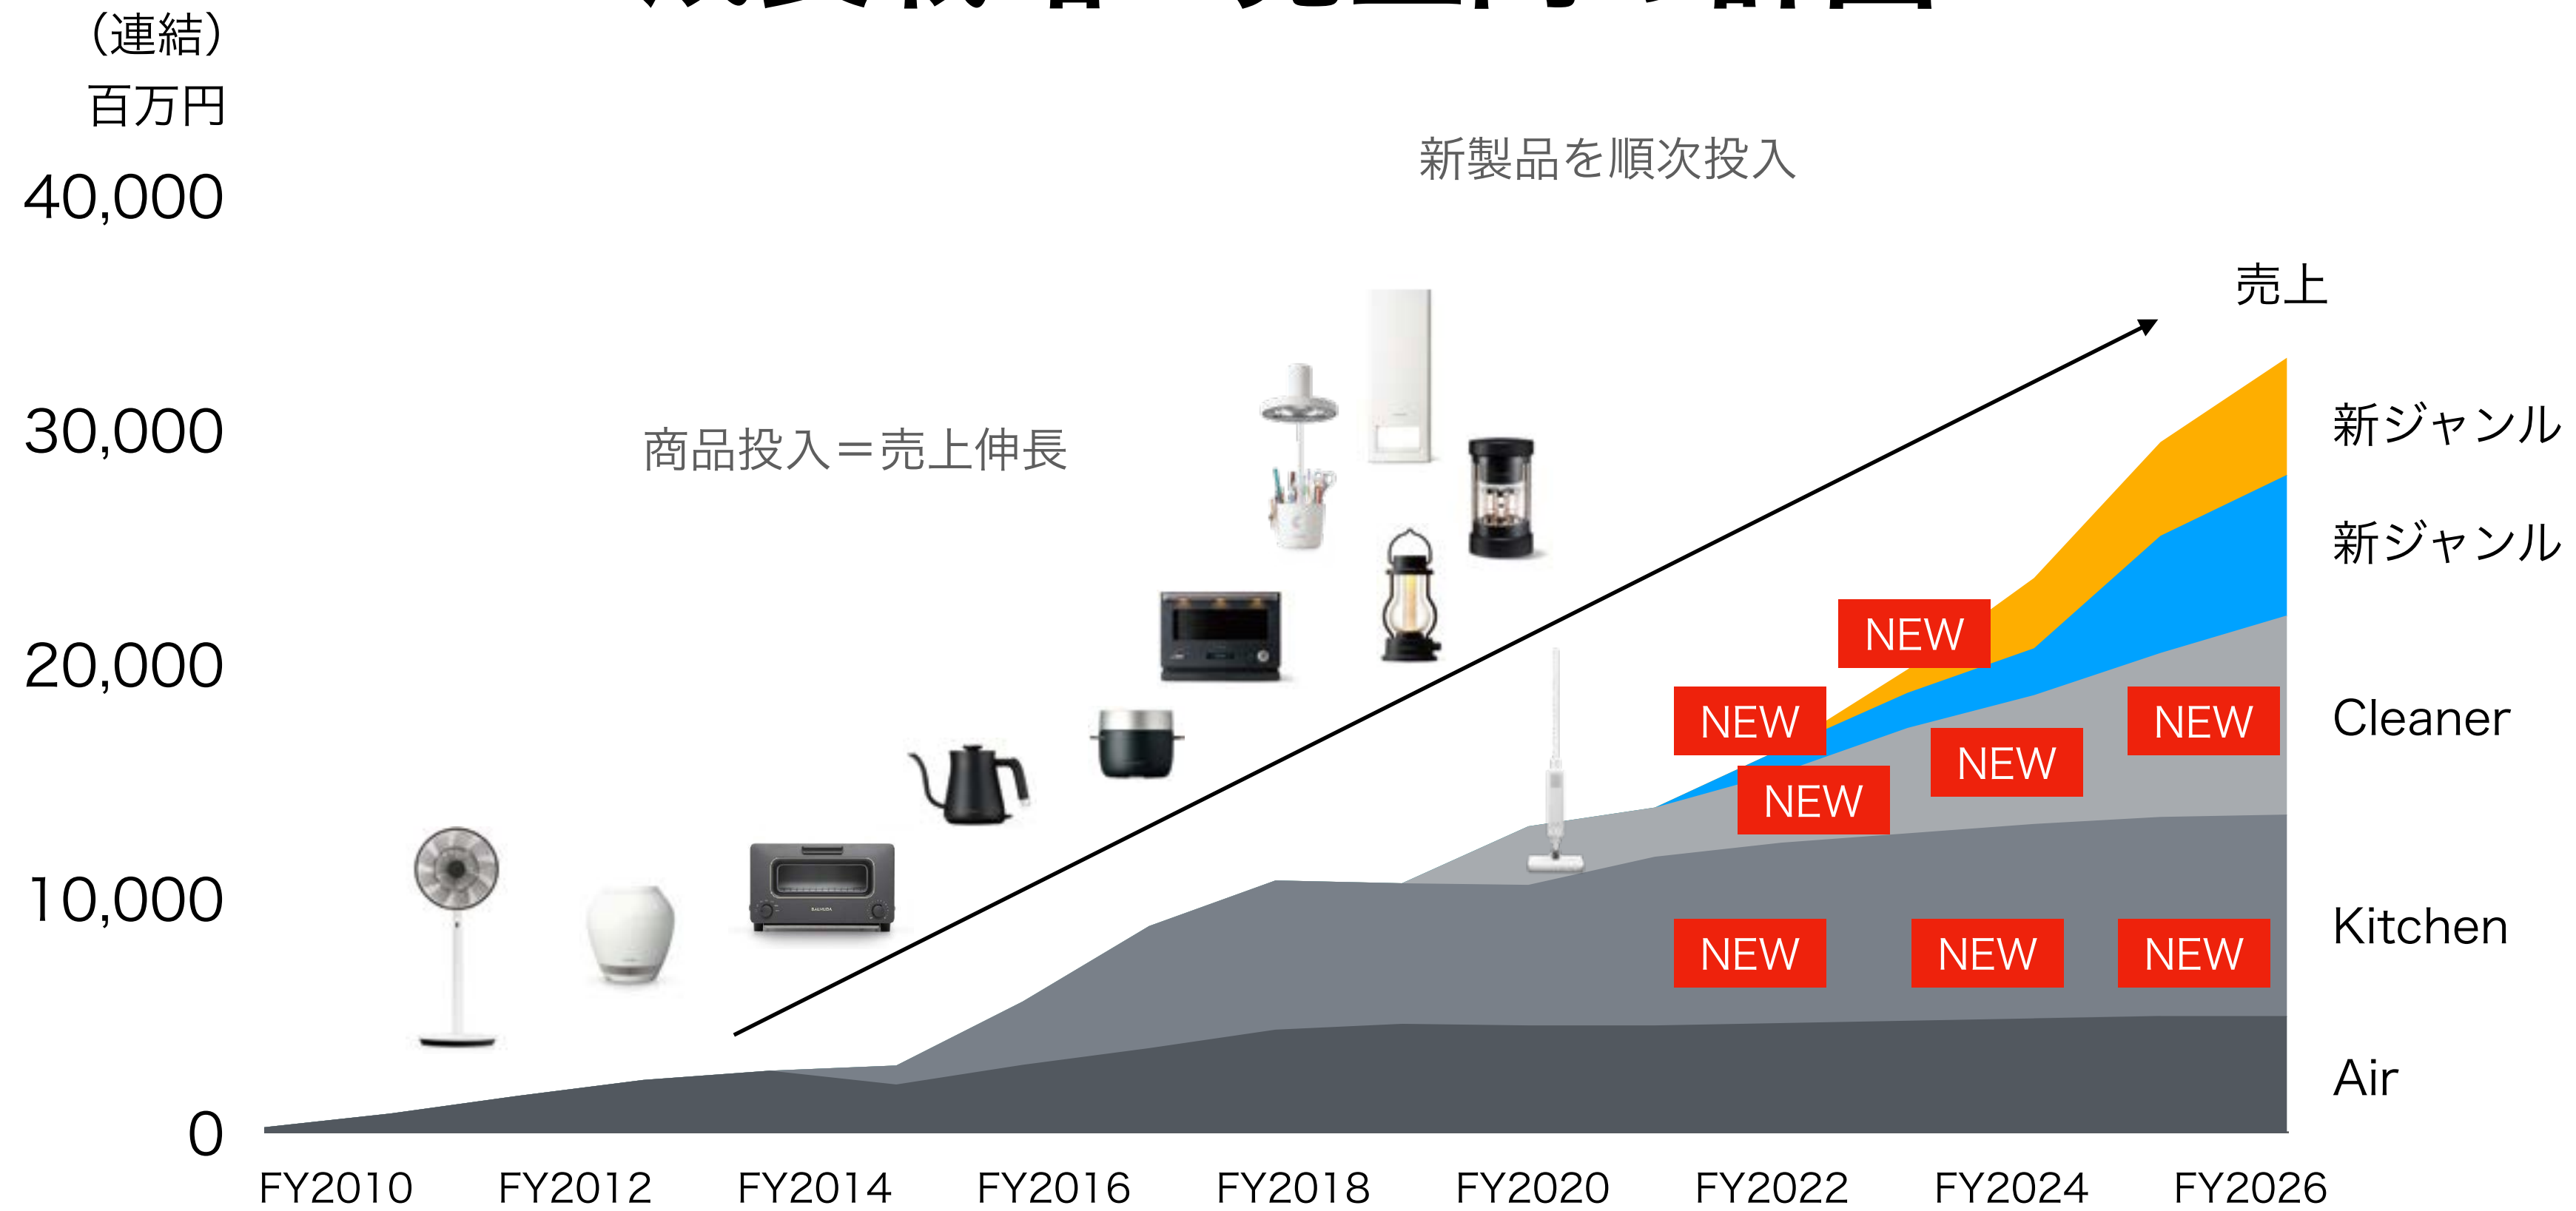 （連結）
百万円
40,000
30,000
20,000
10,000
0
新製品を順次投入
商品投入＝売上伸長
売上
新ジャンル
新ジャンル
Cleaner
Kitchen
Air
NEW
NEW
NEW
NEW
NEW
NEW
NEW
NEW
BALMUDA
FY2010
FY2012
FY2014
FY2016
FY2018
FY2020
FY2022
FY2024
FY2026